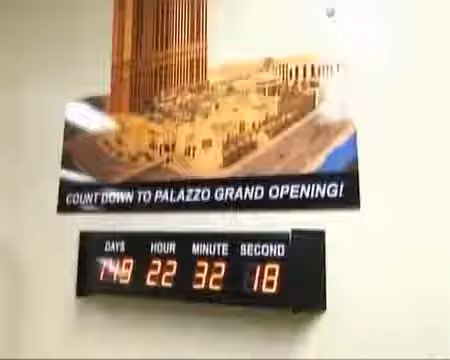 COUNT DOWN TO PALAZZO GRAND OPENING!
DAYS HOUR MINUTE SECOND
149 22 32 18